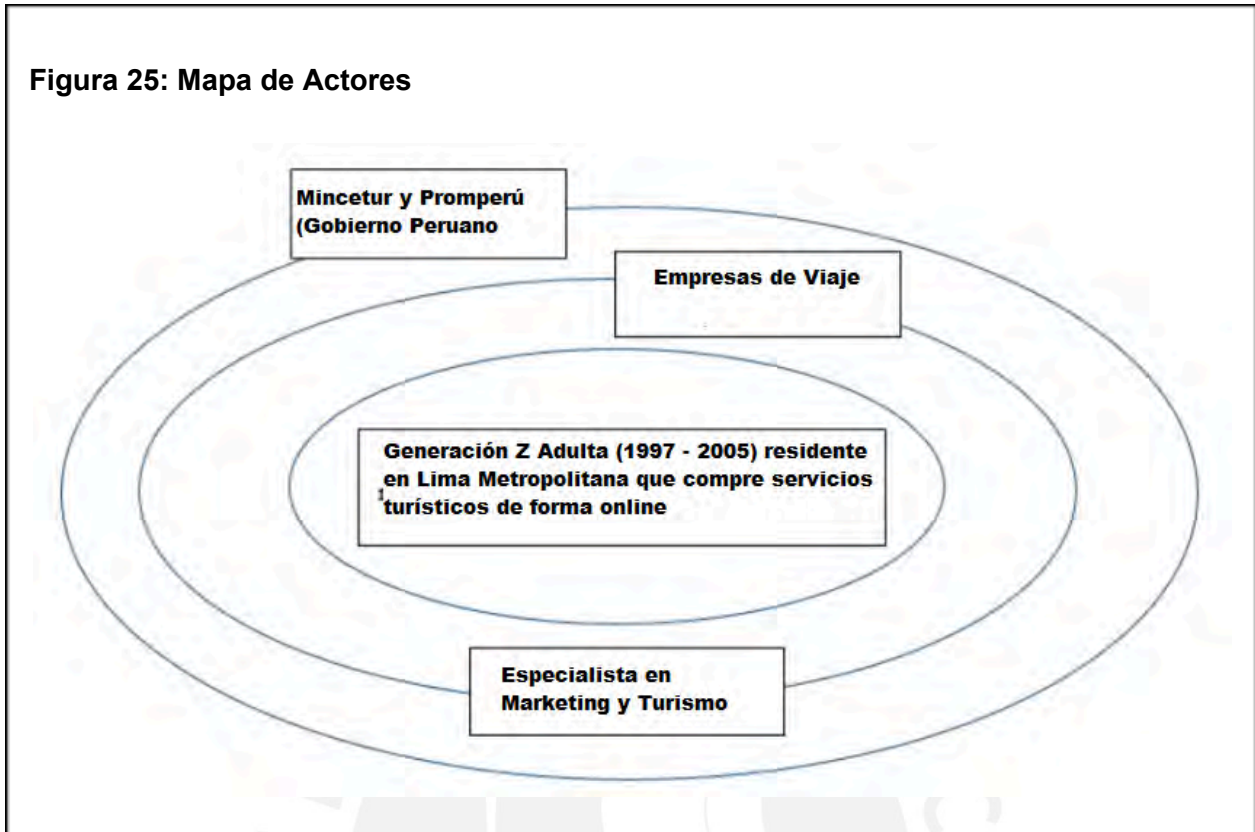 Figura 25: Mapa de Actores
Mincetur y Promperú
(Gobierno Peruano
Empresas de Viaje
Generación Z Adulta (1997 - 2005) residente
en Lima Metropolitana que compre servicios
turísticos de forma online
Especialista en
Marketing y Turismo